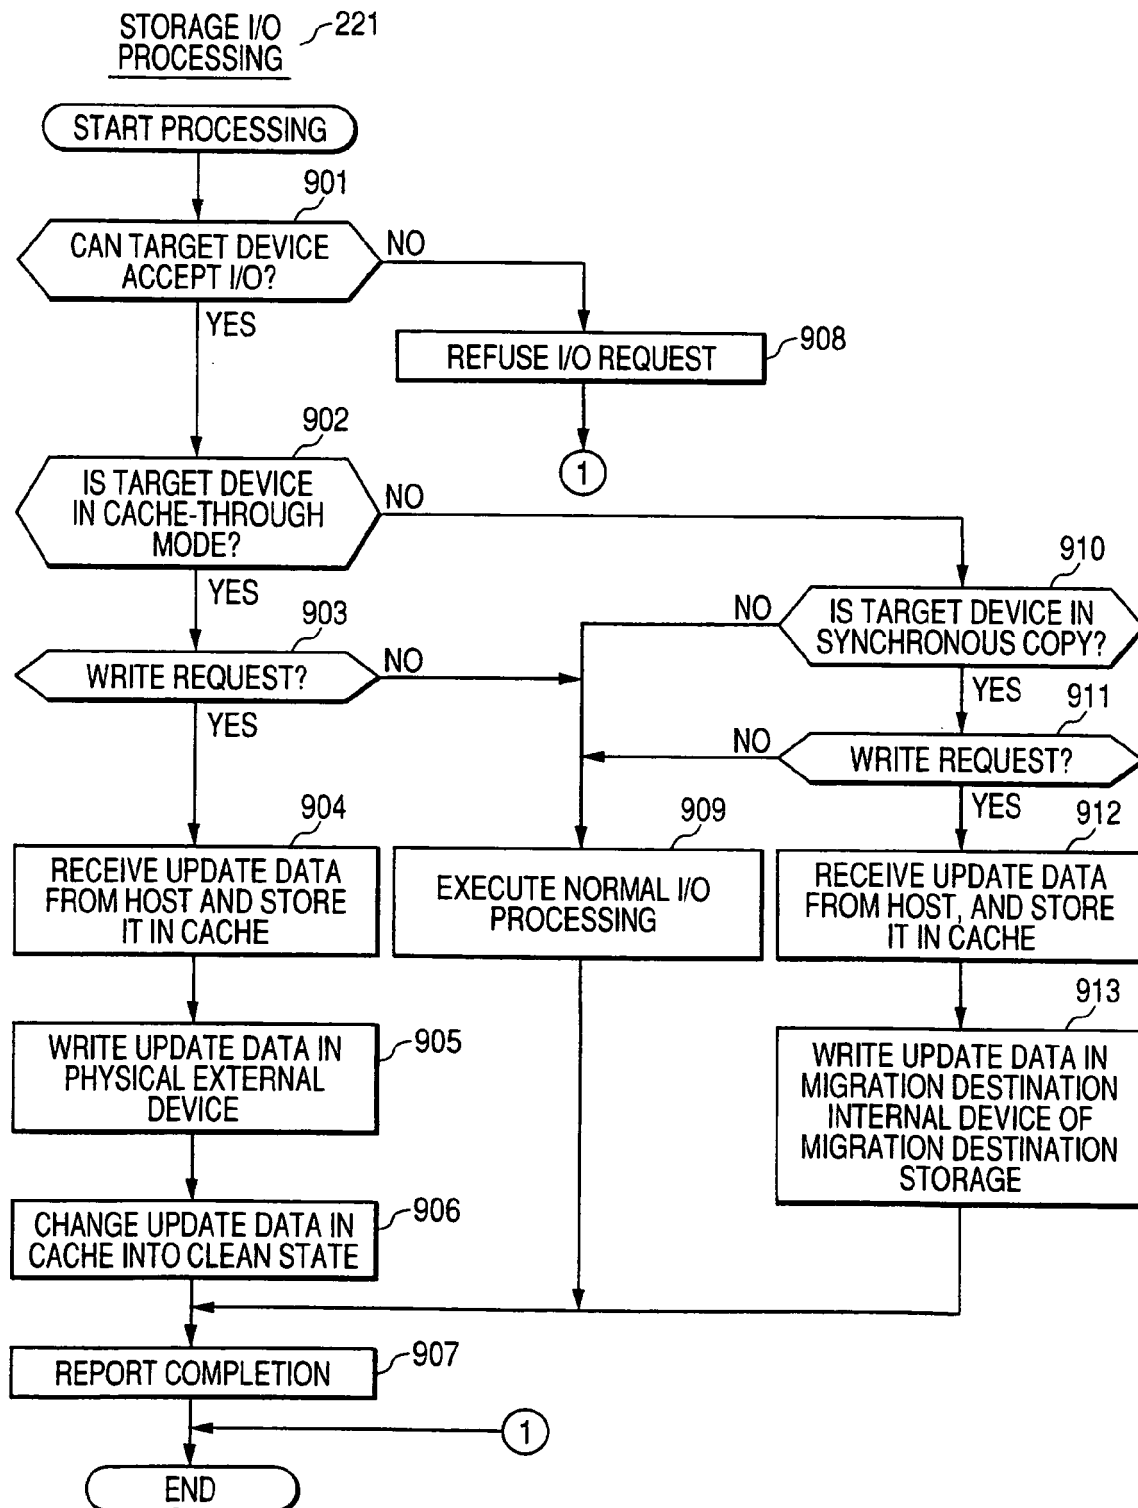 STORAGE I/O
PROCESSING
221
START PROCESSING
901
CAN TARGET DEVICE
ACCEPT I/O?
NO
YES
REFUSE I/O REQUEST
908
1
902
IS TARGET DEVICE
IN CACHE-THROUGH
MODE?
NO
YES
910
IS TARGET DEVICE IN
SYNCHRONOUS COPY?
NO
YES
903
WRITE REQUEST?
NO
YES
911
WRITE REQUEST?
NO
YES
904
RECEIVE UPDATE DATA
FROM HOST AND STORE
IT IN CACHE
909
EXECUTE NORMAL I/O
PROCESSING
912
RECEIVE UPDATE DATA
FROM HOST, AND STORE
IT IN CACHE
WRITE UPDATE DATA IN
PHYSICAL EXTERNAL
DEVICE
905
913
WRITE UPDATE DATA IN
MIGRATION DESTINATION
INTERNAL DEVICE OF
MIGRATION DESTINATION
STORAGE
CHANGE UPDATE DATA IN
CACHE INTO CLEAN STATE
906
REPORT COMPLETION
907
1
END